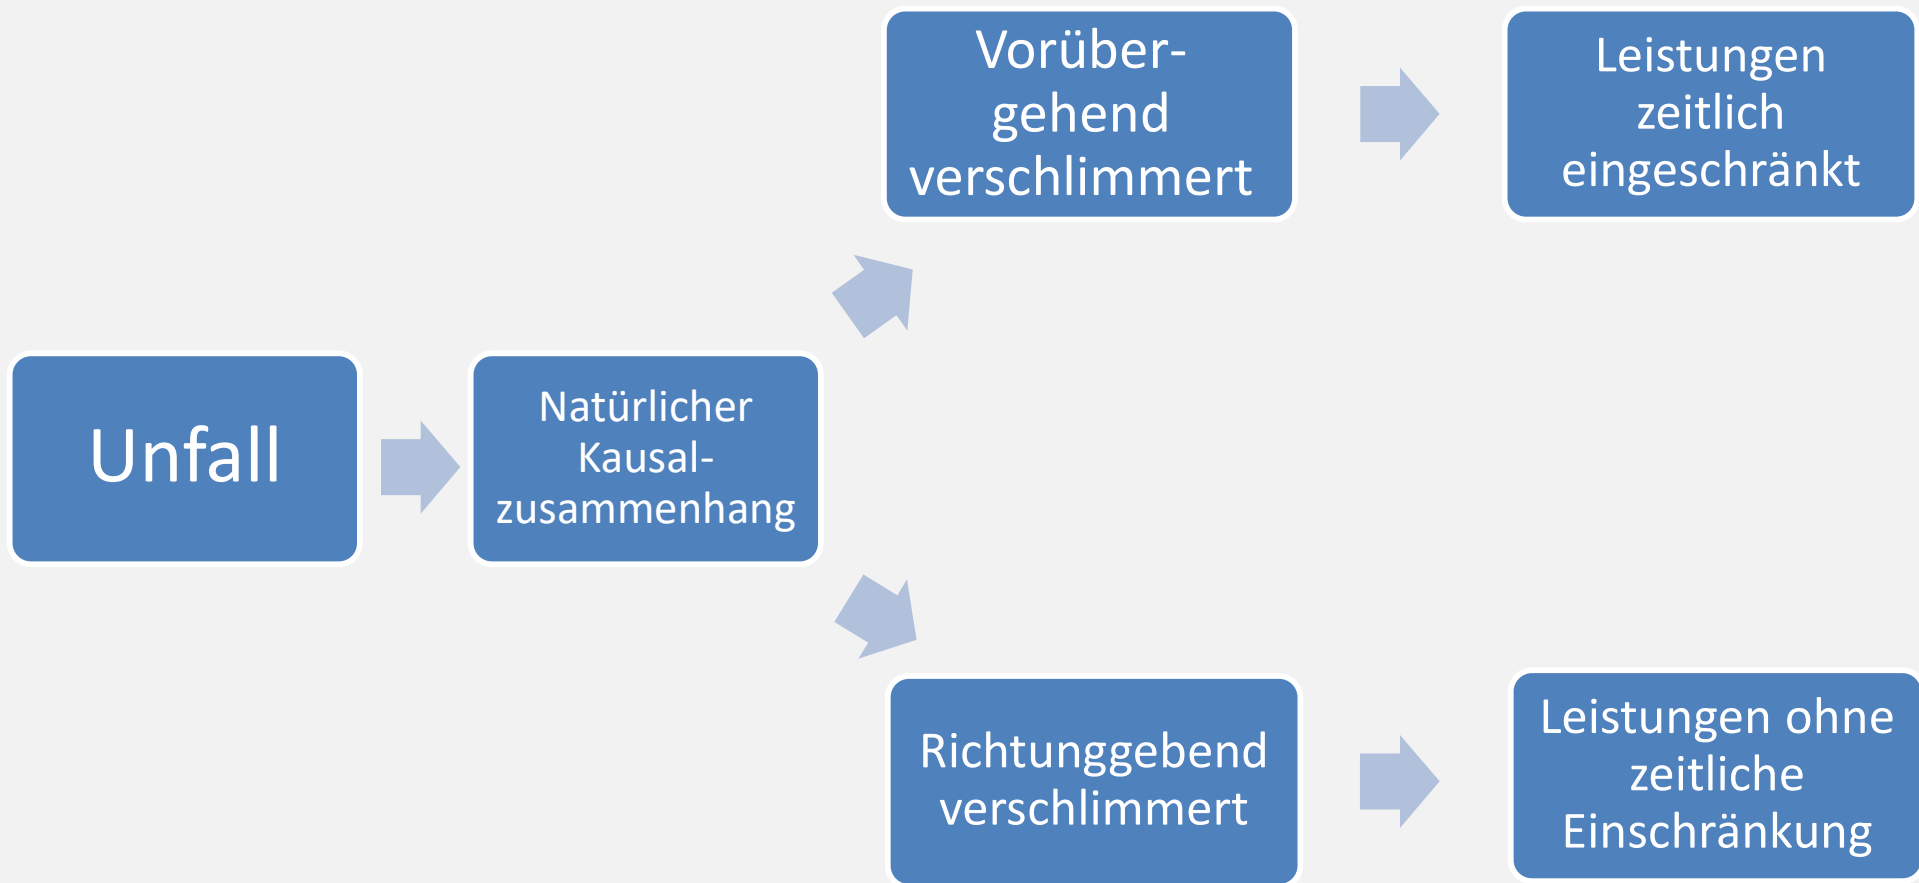 Unfall
Natürlicher
Kausal-
zusammenhang
Vorüber-
gehend
verschlimmert
Leistungen
zeitlich
eingeschränkt
Richtunggebend
verschlimmert
Leistungen ohne
zeitliche
Einschränkung